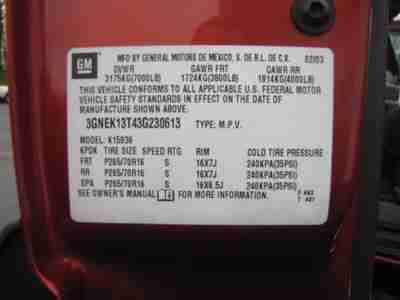 GM
MFD BY GENERAL MOTORS DE MEXICO, S. DE R.L. DE C.V. 02/03
GVWR GAWR FRT GAWR RR
3175KG(7000LB) 1724KG(3800LB) 1814KG(4000LB)
THIS VEHICLE CONFORMS TO ALL APPLICABLE U.S. FEDERAL MOTOR
VEHICLE SAFETY STANDARDS IN EFFECT ON THE DATE OF
MANUFACTURE SHOWN ABOVE.
3GNEK13T43G230613 TYPE: M.P.V.
MODEL: K15936
TIRE SIZE SPEED RTG RIM COLD TIRE PRESSURE
FRT P265/70R16 S 16X7J 240KPA(35PSI)
RR P265/70R16 S 16X7J 240KPA(35PSI)
SPA P265/70R16 S 16X6.5J 240KPA(35PSI)
SEE OWNER'S MANUAL